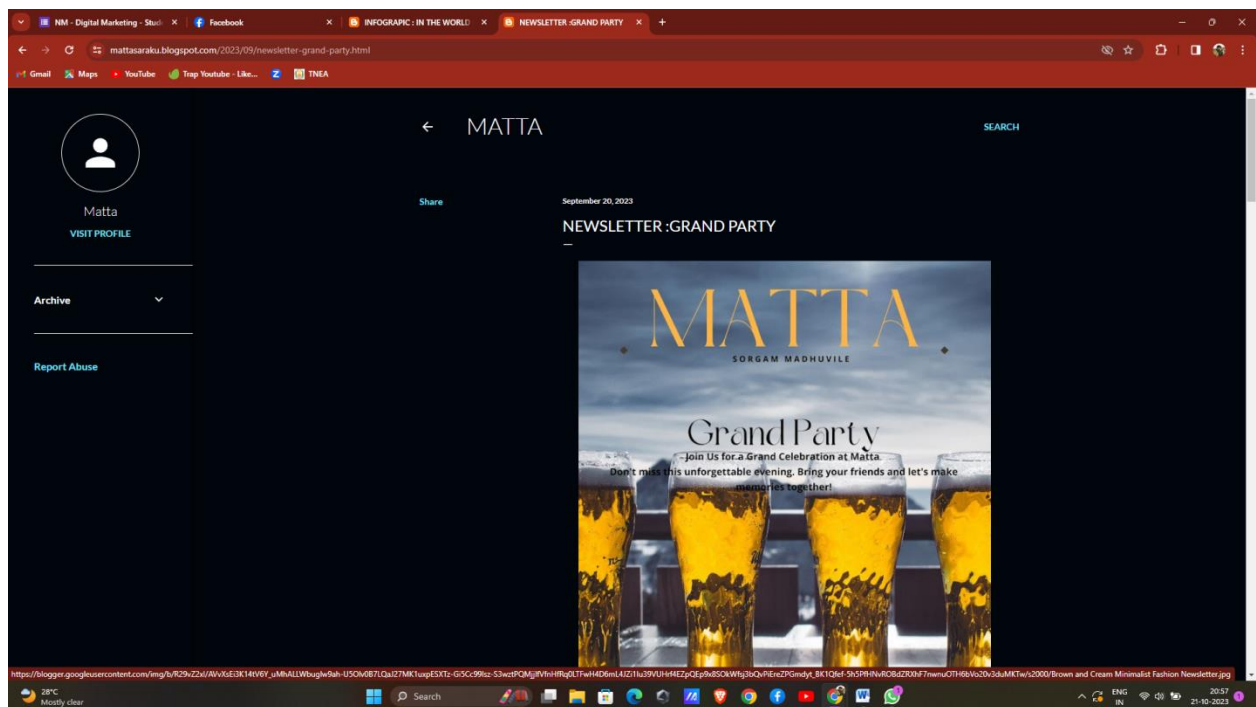 NM - Digital Marketing - Stud
Facebook
INFOGRAPIC : IN THE WORLD
NEWSLETTER :GRAND PARTY
mattasaraku.blogspot.com/2023/09/newsletter-grand-party.html
Gmail
Maps
YouTube
Trap Youtube - Like...
TNEA
MATTA
SEARCH
Matta
VISIT PROFILE
Archive
Report Abuse
Share
September 20, 2023
NEWSLETTER :GRAND PARTY
MATTA
SORGAM MADHUVILE
Grand Party
Join Us for a Grand Celebration at Matta.
Don't miss this unforgettable evening. Bring your friends and let's make
memories together!
28°C
Mostly clear
Search
ENG
IN
20:57
21-10-2023